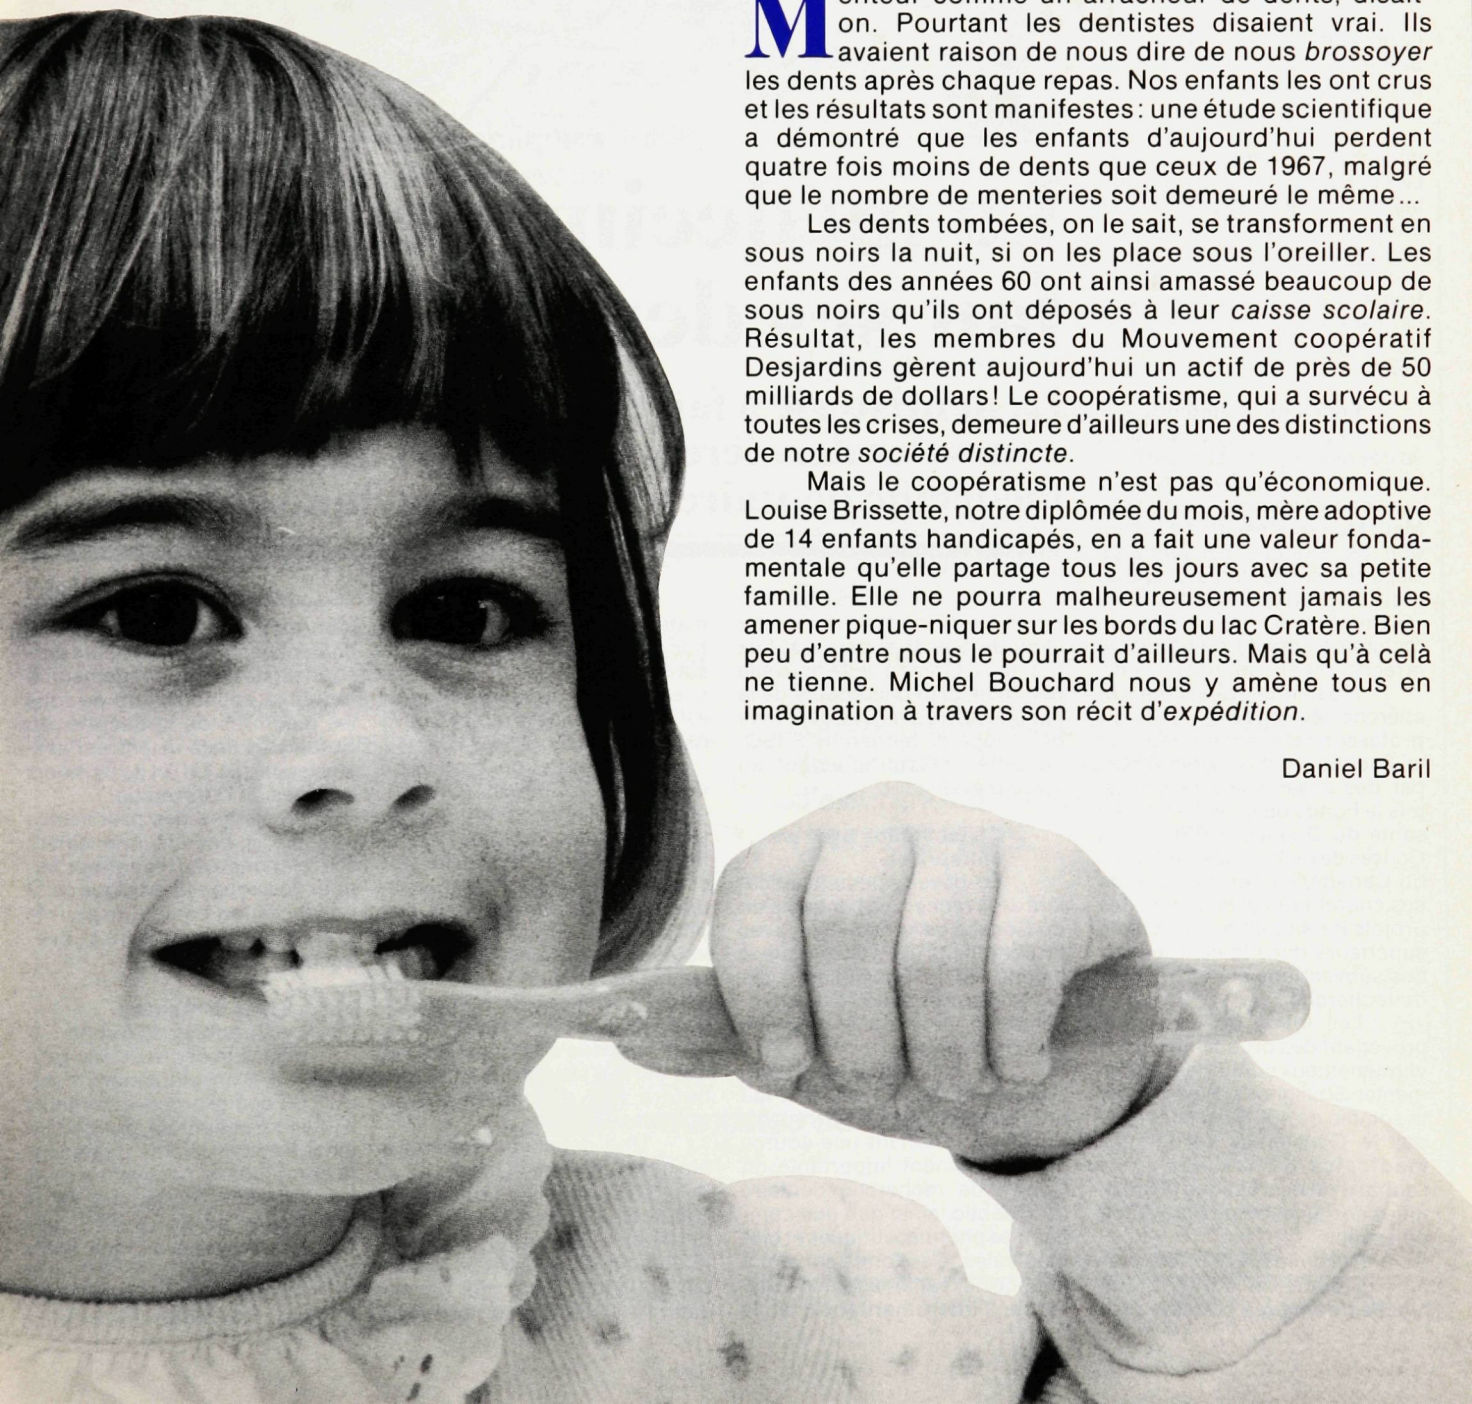 Menteur comme un arracheur de dents, disait-
on. Pourtant les dentistes disaient vrai. Ils
avaient raison de nous dire de nous brossoyer
les dents après chaque repas. Nos enfants les ont crus
et les résultats sont manifestes : une étude scientifique
a démontré que les enfants d'aujourd'hui perdent
quatre fois moins de dents que ceux de 1967, malgré
que le nombre de menteries soit demeuré le même...
Les dents tombées, on le sait, se transforment en
sous noirs la nuit, si on les place sous l'oreiller. Les
enfants des années 60 ont ainsi amassé beaucoup de
sous noirs qu'ils ont déposés à leur caisse scolaire.
Résultat, les membres du Mouvement coopératif
Desjardins gèrent aujourd'hui un actif de près de 50
milliards de dollars! Le coopératisme, qui a survécu à
toutes les crises, demeure d'ailleurs une des distinctions
de notre société distincte.
Mais le coopératisme n'est pas qu'économique.
Louise Brissette, notre diplômée du mois, mère adoptive
de 14 enfants handicapés, en a fait une valeur fonda-
mentale qu'elle partage tous les jours avec sa petite
famille. Elle ne pourra malheureusement jamais les
amener pique-niquer sur les bords du lac Cratère. Bien
peu d'entre nous le pourrait d'ailleurs. Mais qu'à celà
ne tienne. Michel Bouchard nous y amène tous en
imagination à travers son récit d'expédition.
Daniel Baril